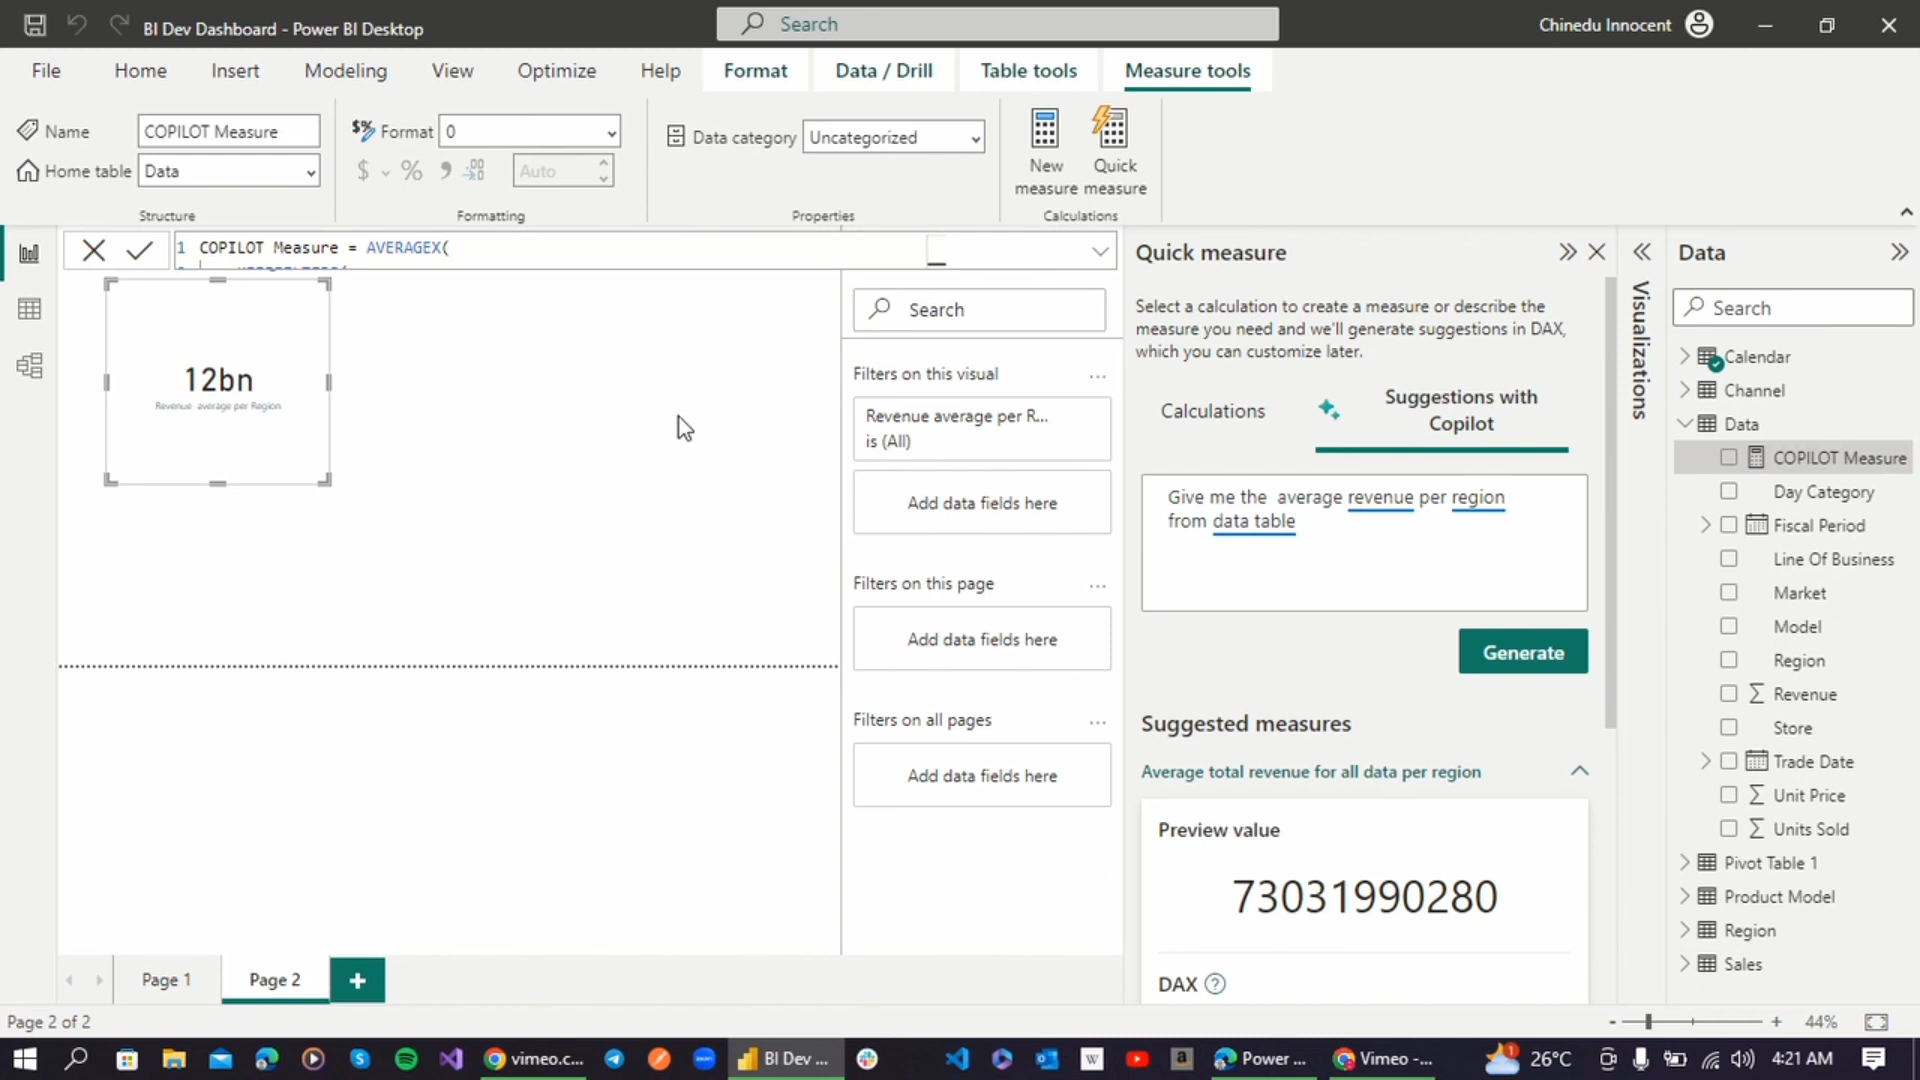 BI Dev Dashboard - Power BI Desktop
Search
Chinedu Innocent
File Home Insert Modeling View Optimize Help Format Data / Drill Table tools Measure tools
Name COPILOT Measure
Home table Data
Structure
$% Format 0
$ % 9 .00
Auto
Formatting
Data category Uncategorized
Properties
New measure
Quick measure
Calculations
1 COPILOT Measure = AVERAGEX(
12bn
Revenue average per Region
Search
Filters on this visual ...
Revenue average per R...
is (All)
Add data fields here
Filters on this page ...
Add data fields here
Filters on all pages ...
Add data fields here
Quick measure
Select a calculation to create a measure or describe the
measure you need and we'll generate suggestions in DAX,
which you can customize later.
Calculations
Suggestions with
Copilot
Give me the average revenue per region
from data table
Generate
Suggested measures
Average total revenue for all data per region
Preview value
73031990280
DAX ?
Visualizations
Data
Search
Calendar
Channel
Data
COPILOT Measure
Day Category
Fiscal Period
Line Of Business
Market
Model
Region
Σ Revenue
Store
Trade Date
Σ Unit Price
Σ Units Sold
Pivot Table 1
Product Model
Region
Sales
Page 1
Page 2
+
Page 2 of 2
- + 44%
vimeo.c...
zoom
BI Dev ...
W
a
Power ...
Vimeo -...
1
26°C
4:21 AM